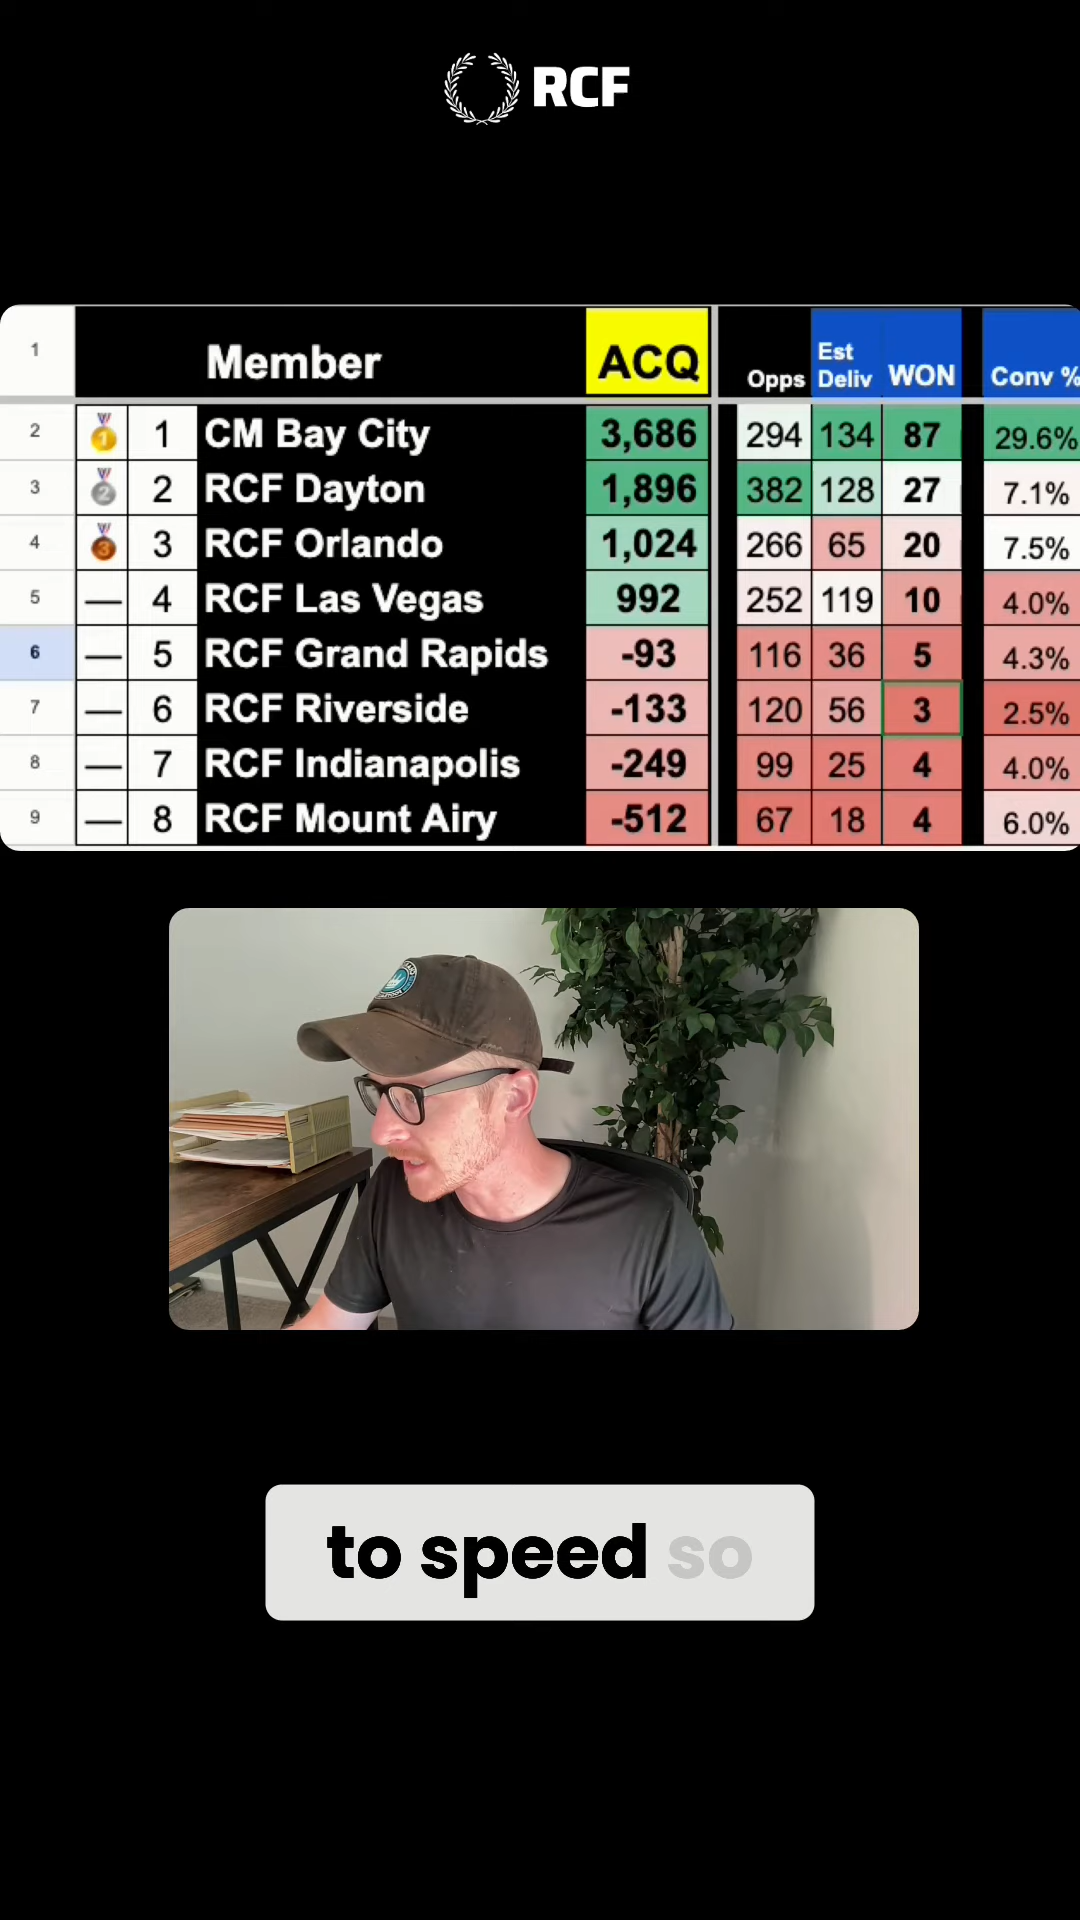 RCF
1 Member ACQ Opps Est Deliv WON Conv %
2 1 1 CM Bay City 3,686 294 134 87 29.6%
3 2 2 RCF Dayton 1,896 382 128 27 7.1%
4 3 3 RCF Orlando 1,024 266 65 20 7.5%
5 — 4 RCF Las Vegas 992 252 119 10 4.0%
6 — 5 RCF Grand Rapids -93 116 36 5 4.3%
7 — 6 RCF Riverside -133 120 56 3 2.5%
8 — 7 RCF Indianapolis -249 99 25 4 4.0%
9 — 8 RCF Mount Airy -512 67 18 4 6.0%
to speed so